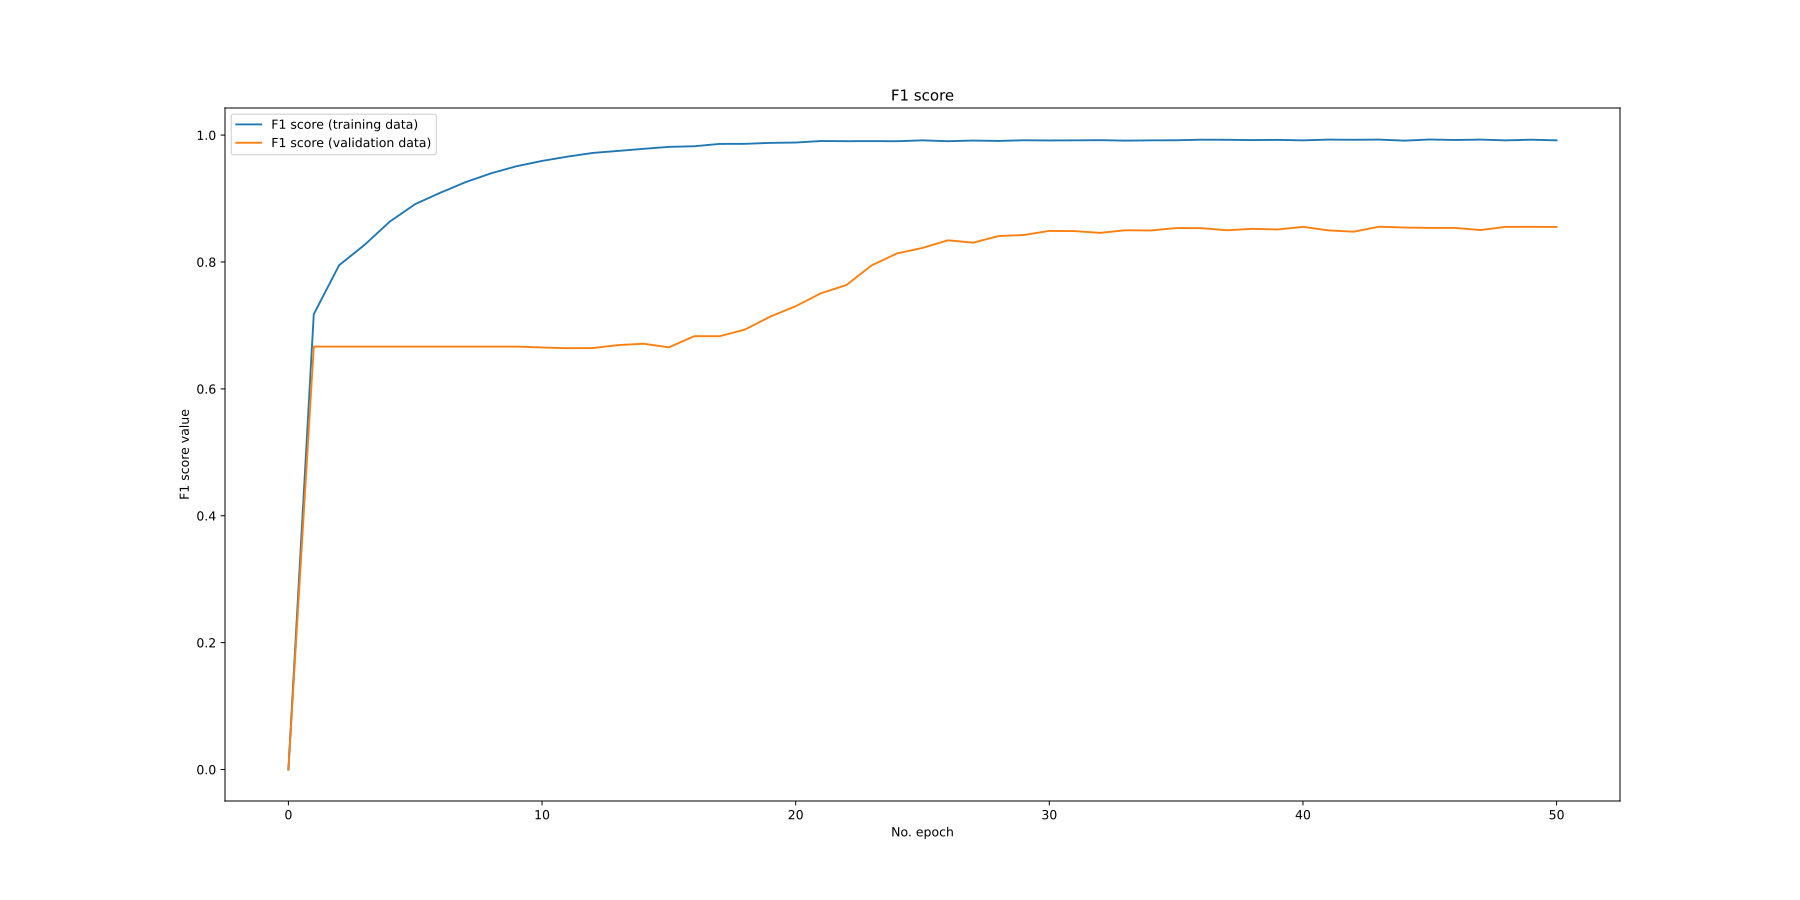 F1 score
F1 score (training data)
F1 score (validation data)
1.0
0.8
0.6
0.4
0.2
0.0
F1 score value
0 10 20 30 40 50
No. epoch